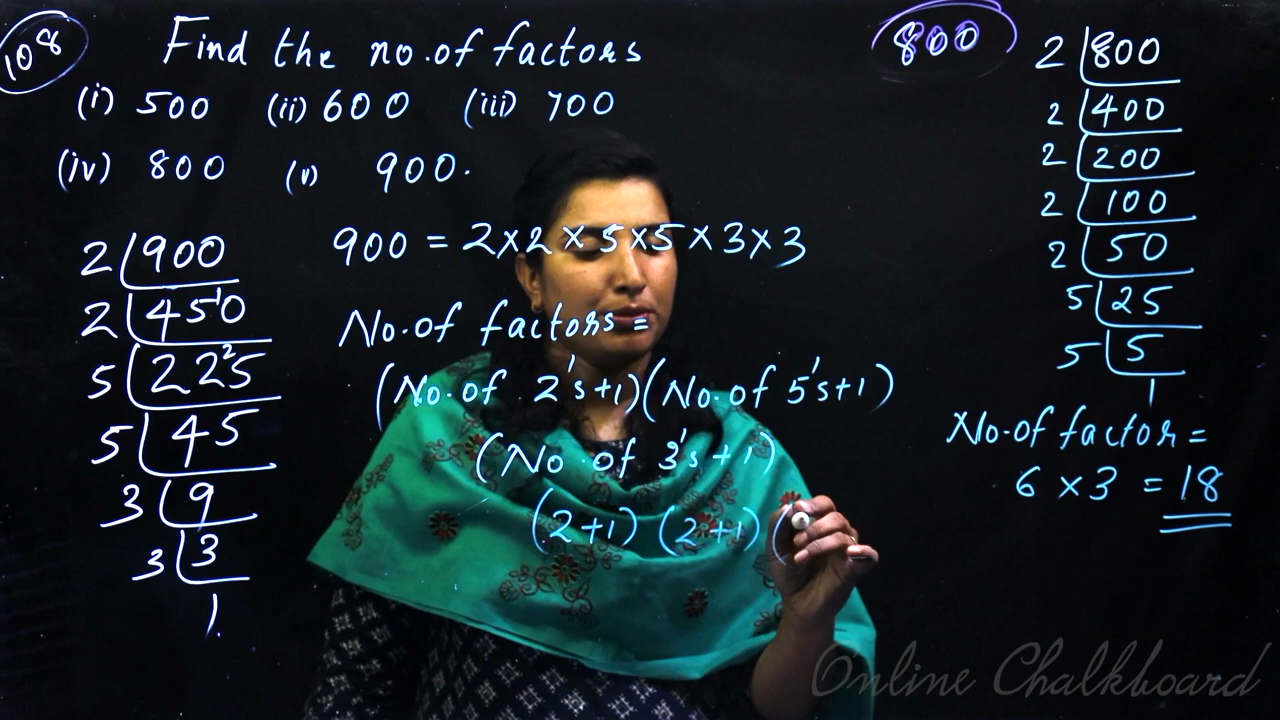 108 Find the no.of factors
(i) 500 (ii) 600 (iii) 700
(iv) 800 (v) 900.
2 900
2 450
5 225
5 45
3 9
3 3
1
900 = 2×2×5×5×3×3
No.of factors =
(No.of 2's+1)(No.of 5's+1)
(No.of 3's+1)
(2+1) (2+1) (
800
2 800
2 400
2 200
2 100
2 50
5 25
5 5
1
No.of factor =
6 ×3 = 18
Online Chalkboard